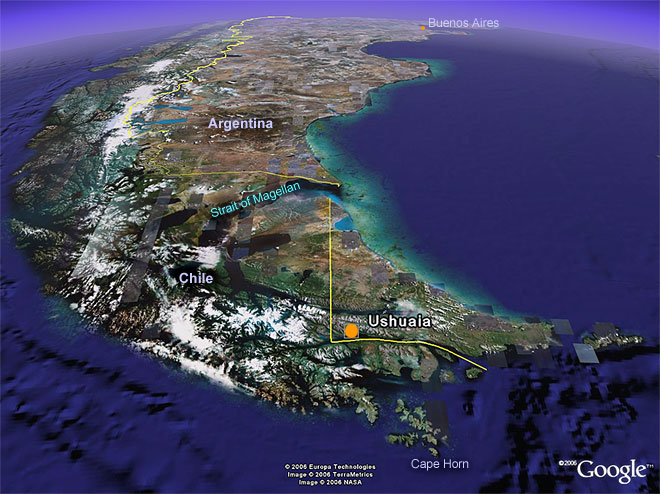 Buenos Aires
Argentina
Strait of Magellan
Chile
Ushuaia
© 2006 Europa Technologies
Image © 2006 TerraMetrics
Image © 2006 NASA
Cape Horn
©2006 Google™